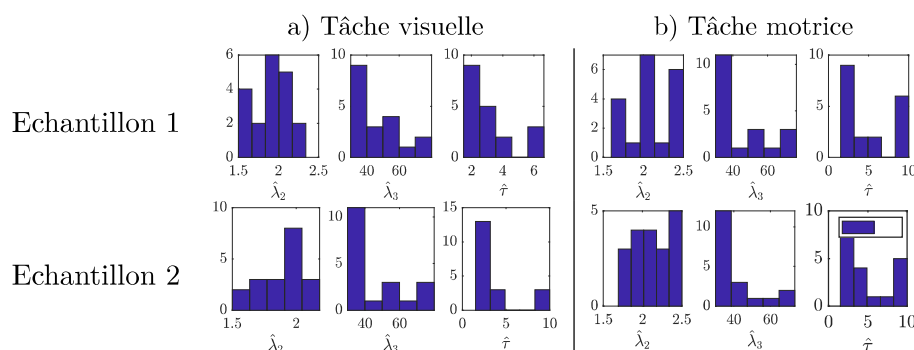 a) Tâche visuelle b) Tâche motrice
Echantillon 1
6 4 2 0 1.5 2 2.5 λ̂₂
10 5 0 40 60 λ̂₃
10 5 0 2 4 6 τ̂
6 4 2 0 1.5 2 2.5 λ̂₂
10 5 0 40 60 λ̂₃
10 5 0 0 5 10 τ̂
Echantillon 2
10 5 0 1.5 2 λ̂₂
10 5 0 40 60 λ̂₃
15 10 5 0 0 5 10 τ̂
5 0 1.5 2 2.5 λ̂₂
10 5 0 40 60 λ̂₃
10 5 0 0 5 10 τ̂